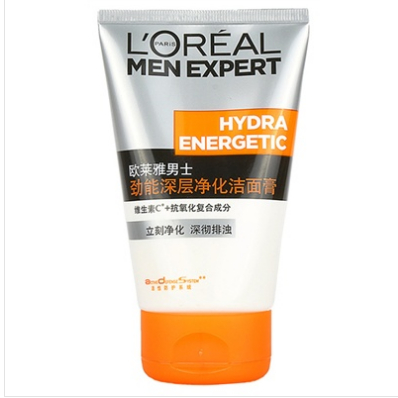 L'ORÉAL
PARIS
MEN EXPERT
HYDRA
ENERGETIC
欧莱雅男士
劲能深层净化洁面膏
维生素C*+抗氧化复合成分
立刻净化 深彻排浊